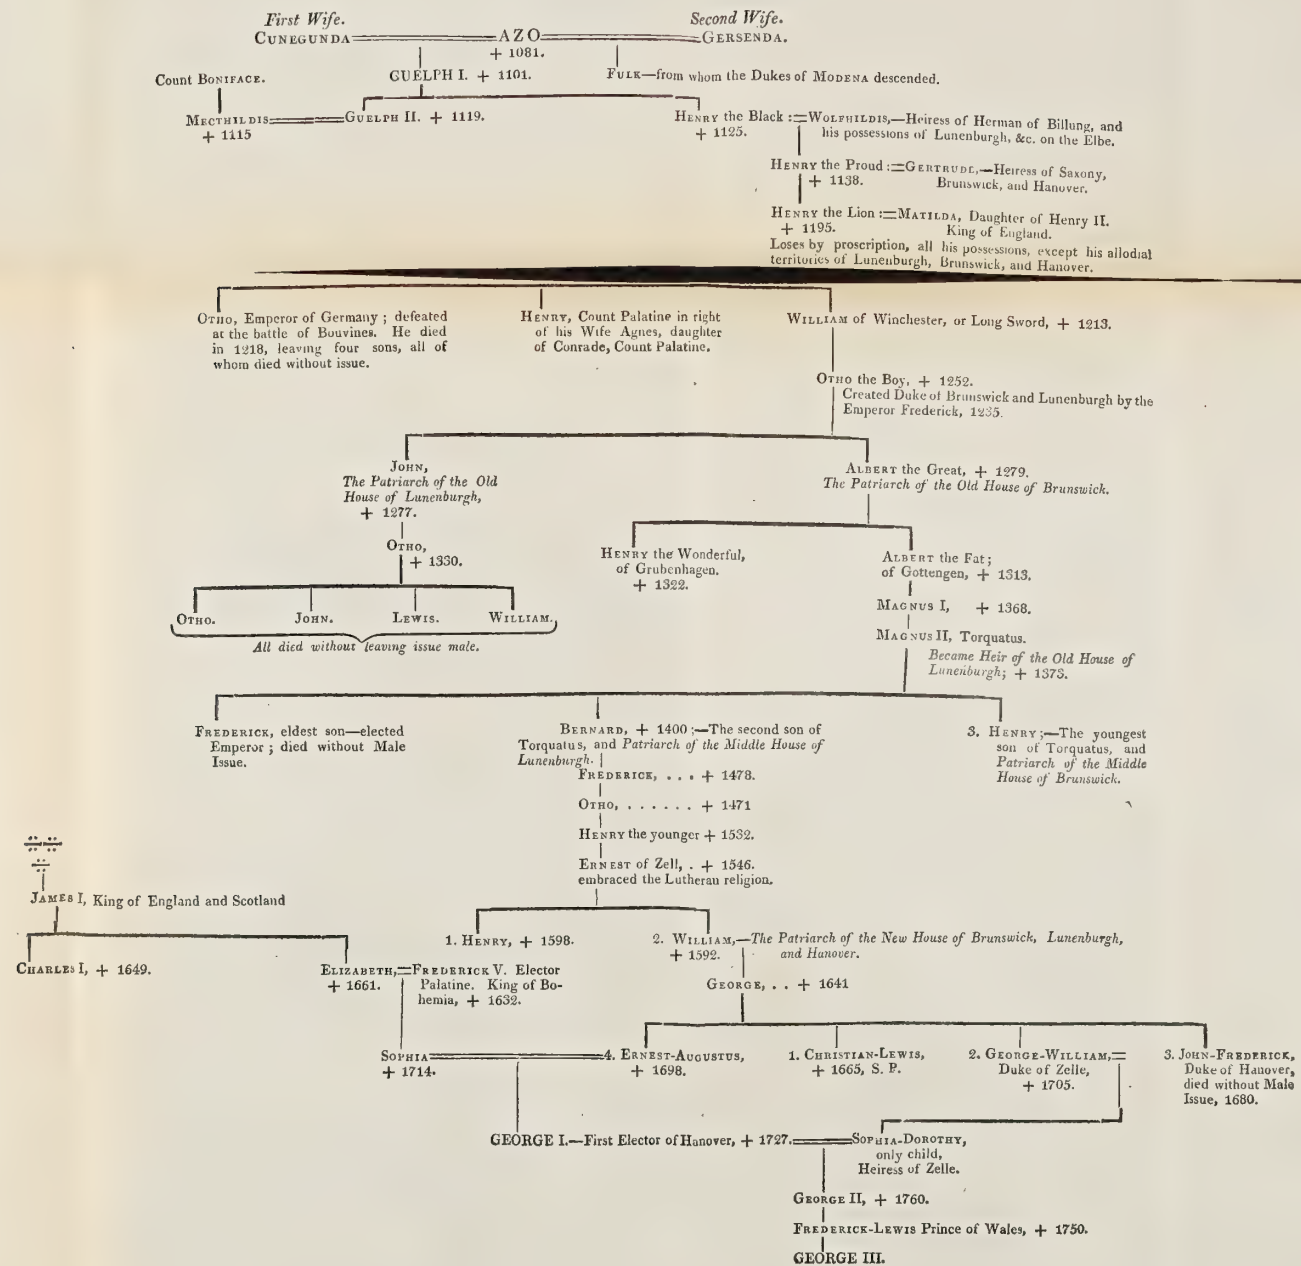 First Wife.
Second Wife.
CUNEGUNDA
AZO
GERSENDA.
+ 1081.
Count BONIFACE.
GUELPH I. + 1101.
FULK—from whom the Dukes of MODENA descended.
MECTHILDIS
+ 1115
GUELPH II. + 1119.
HENRY the Black := WOLFHILDIS,—Heiress of Herman of Billung, and
+ 1125.
his possessions of Lunenburgh, &c. on the Elbe.
HENRY the Proud := GERTRUDE,—Heiress of Saxony,
+ 1138.
Brunswick, and Hanover.
HENRY the Lion := MATILDA, Daughter of Henry II.
+ 1195.
King of England.
Loses by proscription, all his possessions, except his allodial
territories of Lunenburgh, Brunswick, and Hanover.
OTHO, Emperor of Germany ; defeated
at the battle of Bouvines. He died
in 1218, leaving four sons, all of
whom died without issue.
HENRY, Count Palatine in right
of his Wife Agnes, daughter
of Conrade, Count Palatine.
WILLIAM of Winchester, or Long Sword, + 1213.
OTHO the Boy, + 1252.
Created Duke of Brunswick and Lunenburgh by the
Emperor Frederick, 1235.
JOHN,
The Patriarch of the Old
House of Lunenburgh,
+ 1277.
ALBERT the Great, + 1279.
The Patriarch of the Old House of Brunswick.
OTHO,
+ 1330.
HENRY the Wonderful,
of Grubenhagen.
+ 1322.
ALBERT the Fat;
of Gottengen, + 1313.
OTHO.
JOHN.
LEWIS.
WILLIAM.
All died without leaving issue male.
MAGNUS I, + 1368.
MAGNUS II, Torquatus.
Became Heir of the Old House of
Lunenburgh; + 1373.
FREDERICK, eldest son—elected
Emperor ; died without Male
Issue.
BERNARD, + 1400 ;—The second son of
Torquatus, and Patriarch of the Middle House of
Lunenburgh.
3. HENRY ;—The youngest
son of Torquatus, and
Patriarch of the Middle
House of Brunswick.
FREDERICK, . . . + 1478.
OTHO, . . . . . . + 1471
HENRY the younger + 1532.
ERNEST of Zell, . + 1546.
embraced the Lutheran religion.
JAMES I, King of England and Scotland
1. HENRY, + 1598.
2. WILLIAM,—The Patriarch of the New House of Brunswick, Lunenburgh,
+ 1592.
and Hanover.
CHARLES I, + 1649.
ELIZABETH,=FREDERICK V. Elector
+ 1661.
Palatine. King of Bo-
hemia, + 1632.
GEORGE, . . + 1641
SOPHIA
+ 1714.
4. ERNEST-AUGUSTUS,
+ 1698.
1. CHRISTIAN-LEWIS,
+ 1665, S. P.
2. GEORGE-WILLIAM,=
Duke of Zelle,
+ 1705.
3. JOHN-FREDERICK,
Duke of Hanover,
died without Male
Issue, 1680.
GEORGE I.—First Elector of Hanover, + 1727.
SOPHIA-DOROTHY,
only child,
Heiress of Zelle.
GEORGE II, + 1760.
FREDERICK-LEWIS Prince of Wales, + 1750.
GEORGE III.